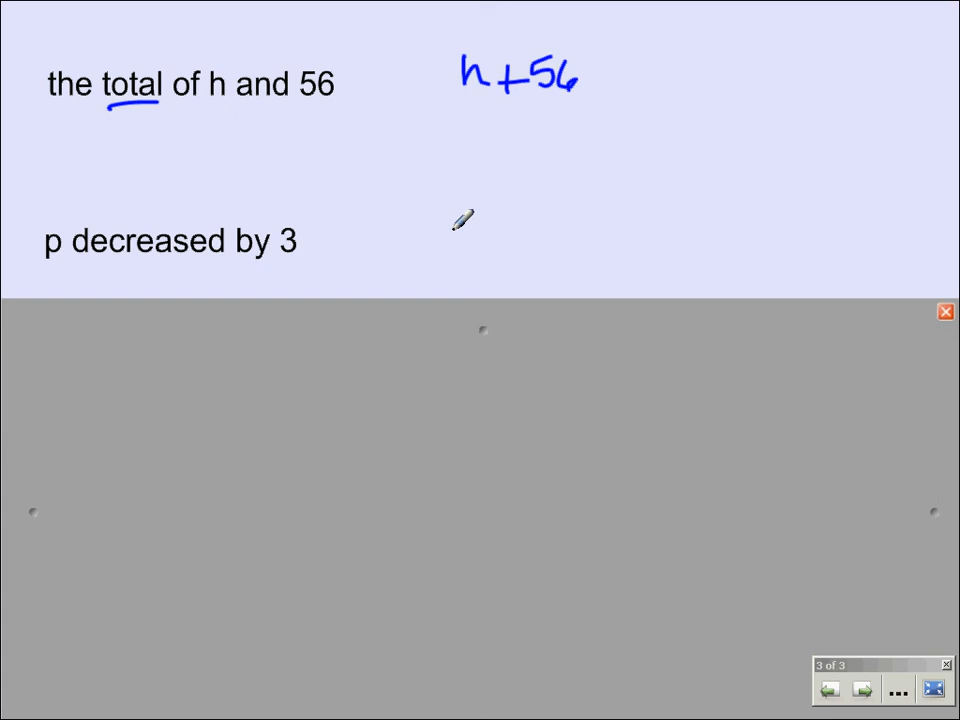 the total of h and 56 h+56
p decreased by 3
3 of 3
...